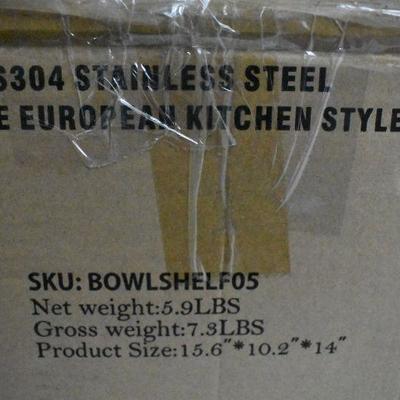 S304 STAINLESS STEEL
E EUROPEAN KITCHEN STYLE
SKU: BOWLSHELF05
Net weight:5.9LBS
Gross weight:7.3LBS
Product Size:15.6"*10.2"*14"